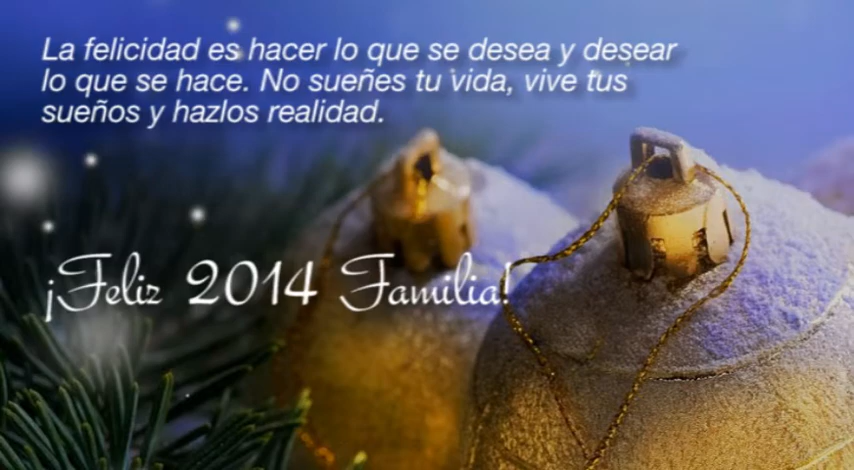 La felicidad es hacer lo que se desea y desear
lo que se hace. No sueñes tu vida, vive tus
sueños y hazlos realidad.
¡Feliz 2014 Familia!